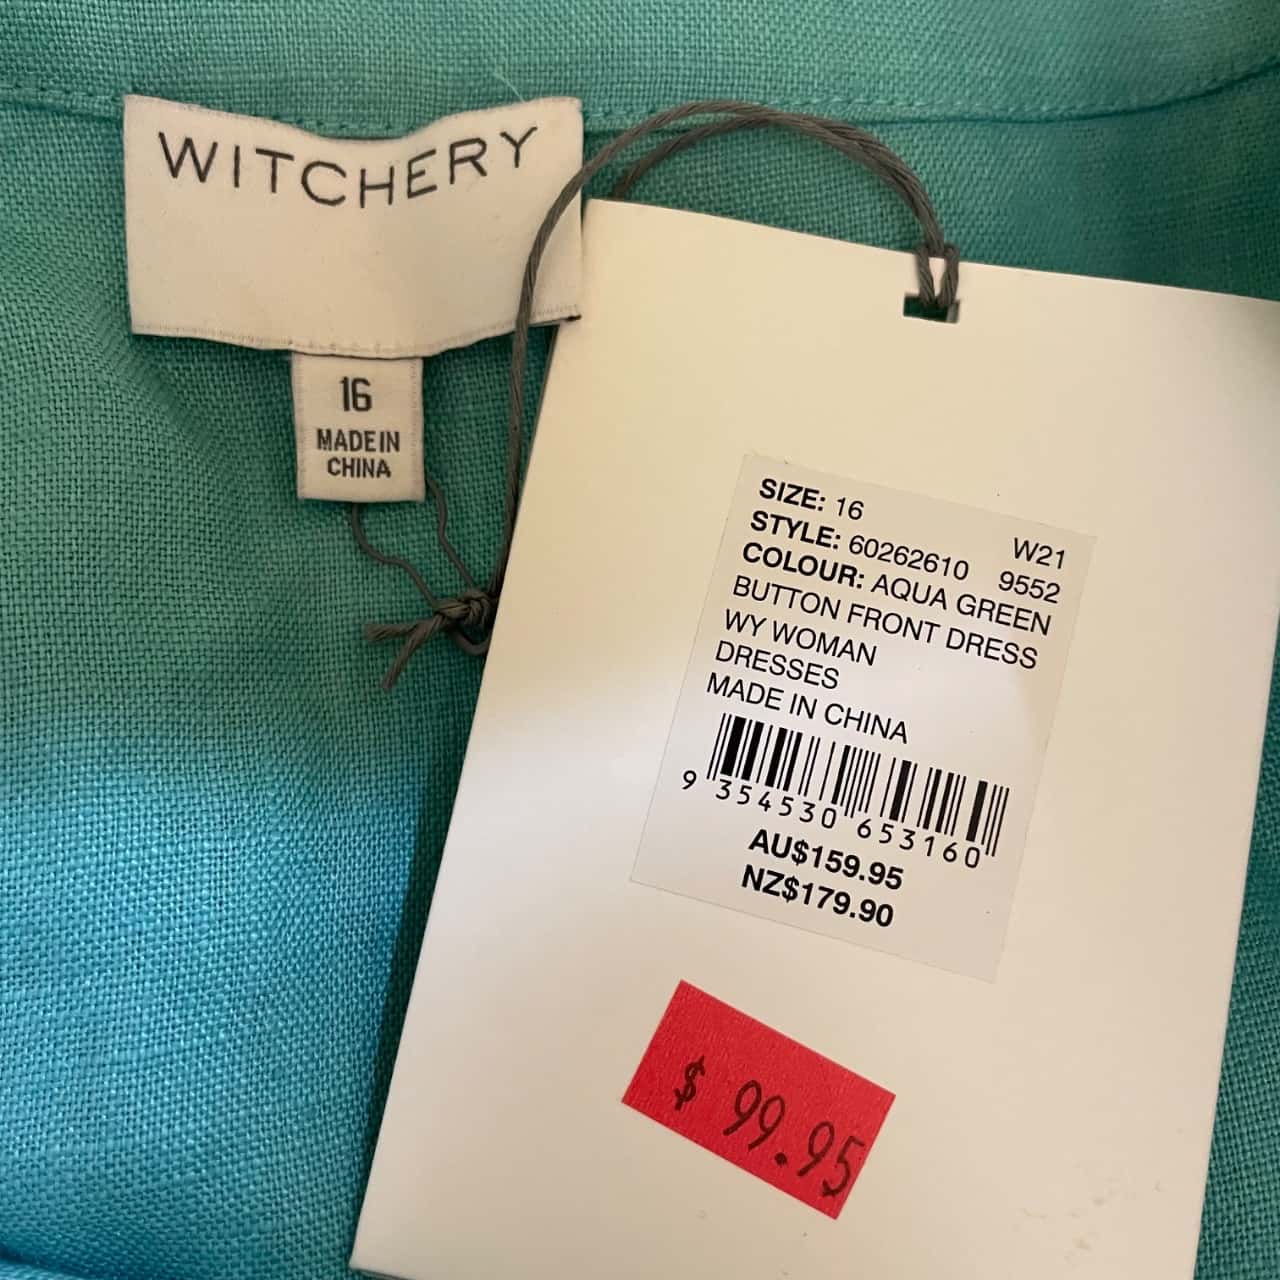 WITCHERY
16
MADE IN
CHINA
SIZE: 16 W21
STYLE: 60262610 9552
COLOUR: AQUA GREEN
BUTTON FRONT DRESS
WY WOMAN
DRESSES
MADE IN CHINA
9 354530 653160
AU$159.95
NZ$179.90
$ 99.95